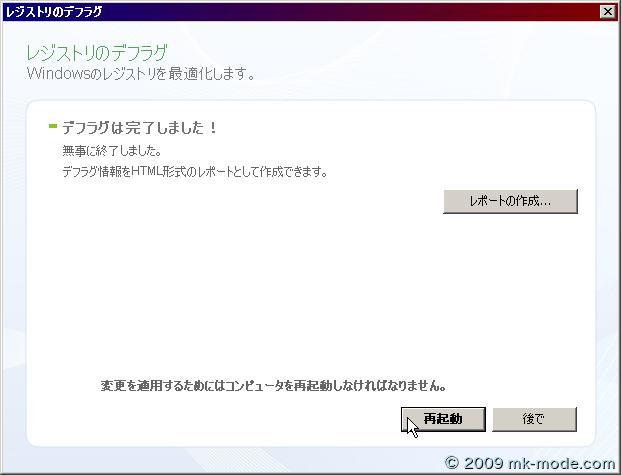 レジストリのデフラグ
レジストリのデフラグ
Windowsのレジストリを最適化します。
デフラグは完了しました！
無事に終了しました。
デフラグ情報をHTML形式のレポートとして作成できます。
レポートの作成...
変更を適用するためにはコンピュータを再起動しなければなりません。
再起動
後で
© 2009 mk-mode.com